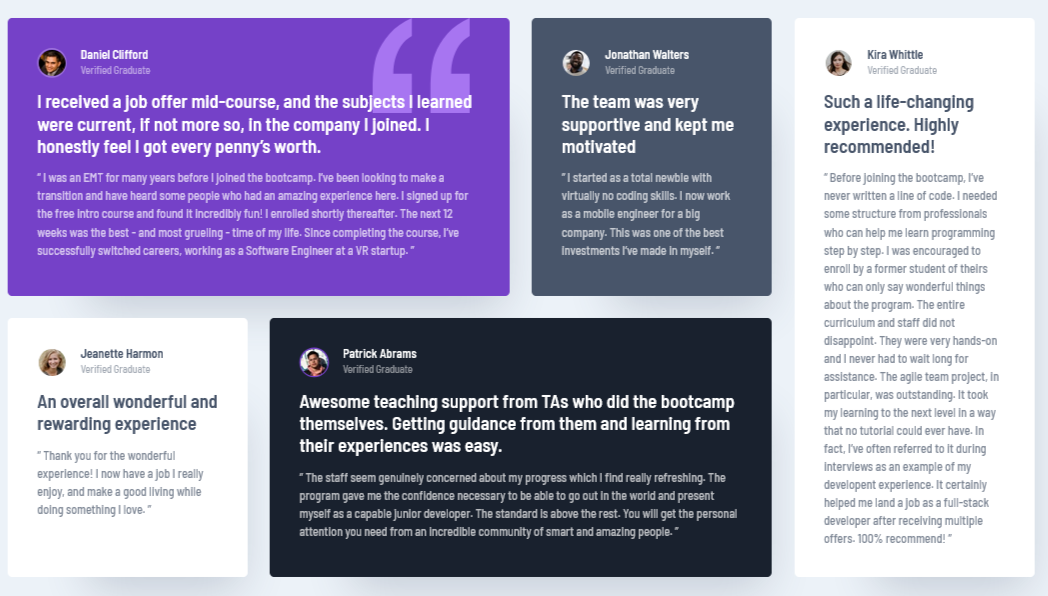 Daniel Clifford
Verified Graduate
I received a job offer mid-course, and the subjects I learned
were current, if not more so, in the company I joined. I
honestly feel I got every penny’s worth.
“ I was an EMT for many years before I joined the bootcamp. I’ve been looking to make a
transition and have heard some people who had an amazing experience here. I signed up for
the free intro course and found it incredibly fun! I enrolled shortly thereafter. The next 12
weeks was the best - and most grueling - time of my life. Since completing the course, I’ve
successfully switched careers, working as a Software Engineer at a VR startup. ”
Jonathan Walters
Verified Graduate
The team was very
supportive and kept me
motivated
“ I started as a total newbie with
virtually no coding skills. I now work
as a mobile engineer for a big
company. This was one of the best
investments I’ve made in myself. ”
Kira Whittle
Verified Graduate
Such a life-changing
experience. Highly
recommended!
“ Before joining the bootcamp, I’ve
never written a line of code. I needed
some structure from professionals
who can help me learn programming
step by step. I was encouraged to
enroll by a former student of theirs
who can only say wonderful things
about the program. The entire
curriculum and staff did not
disappoint. They were very hands-on
and I never had to wait long for
assistance. The agile team project, in
particular, was outstanding. It took
my learning to the next level in a way
that no tutorial could ever have. In
fact, I’ve often referred to it during
interviews as an example of my
developent experience. It certainly
helped me land a job as a full-stack
developer after receiving multiple
offers. 100% recommend! ”
Jeanette Harmon
Verified Graduate
An overall wonderful and
rewarding experience
“ Thank you for the wonderful
experience! I now have a job I really
enjoy, and make a good living while
doing something I love. ”
Patrick Abrams
Verified Graduate
Awesome teaching support from TAs who did the bootcamp
themselves. Getting guidance from them and learning from
their experiences was easy.
“ The staff seem genuinely concerned about my progress which I find really refreshing. The
program gave me the confidence necessary to be able to go out in the world and present
myself as a capable junior developer. The standard is above the rest. You will get the personal
attention you need from an incredible community of smart and amazing people. ”